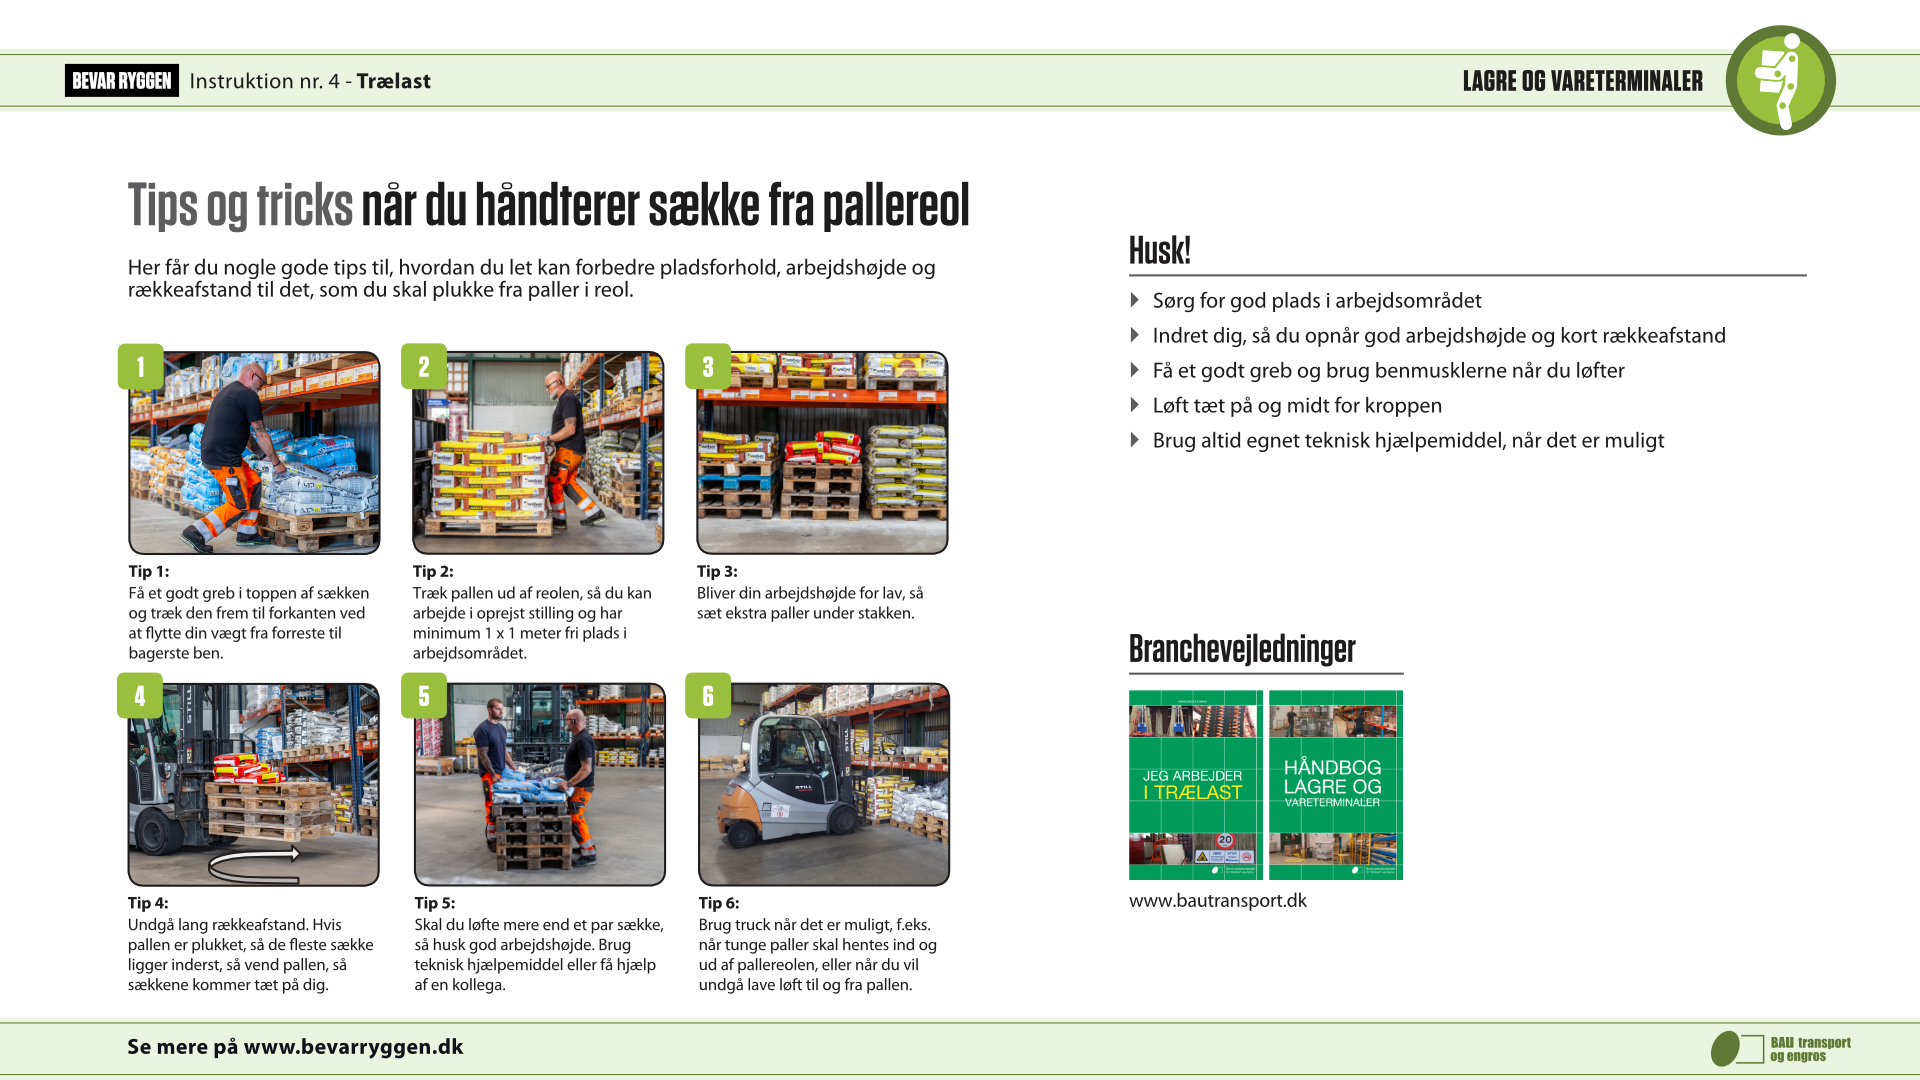 BEVAR RYGGEN Instruktion nr. 4 - Trælast
LAGRE OG VARETERMINALER
Tips og tricks når du håndterer sække fra pallereol
Her får du nogle gode tips til, hvordan du let kan forbedre pladsforhold, arbejdshøjde og
rækkeafstand til det, som du skal plukke fra paller i reol.
1
2
3
Tip 1:
Få et godt greb i toppen af sækken
og træk den frem til forkanten ved
at flytte din vægt fra forreste til
bagerste ben.
Tip 2:
Træk pallen ud af reolen, så du kan
arbejde i oprejst stilling og har
minimum 1 x 1 meter fri plads i
arbejdsområdet.
Tip 3:
Bliver din arbejdshøjde for lav, så
sæt ekstra paller under stakken.
4
5
6
STILL
STILL
Tip 4:
Undgå lang rækkeafstand. Hvis
pallen er plukket, så de fleste sække
ligger inderst, så vend pallen, så
sækkene kommer tæt på dig.
Tip 5:
Skal du løfte mere end et par sække,
så husk god arbejdshøjde. Brug
teknisk hjælpemiddel eller få hjælp
af en kollega.
Tip 6:
Brug truck når det er muligt, f.eks.
når tunge paller skal hentes ind og
ud af pallereolen, eller når du vil
undgå lave løft til og fra pallen.
Husk!
Sørg for god plads i arbejdsområdet
Indret dig, så du opnår god arbejdshøjde og kort rækkeafstand
Få et godt greb og brug benmusklerne når du løfter
Løft tæt på og midt for kroppen
Brug altid egnet teknisk hjælpemiddel, når det er muligt
Branchevejledninger
JEG ARBEJDER
I TRÆLAST
20
HÅNDBOG
LAGRE OG
VARETERMINALER
www.bautransport.dk
Se mere på www.bevarryggen.dk
BAU transport
og engros